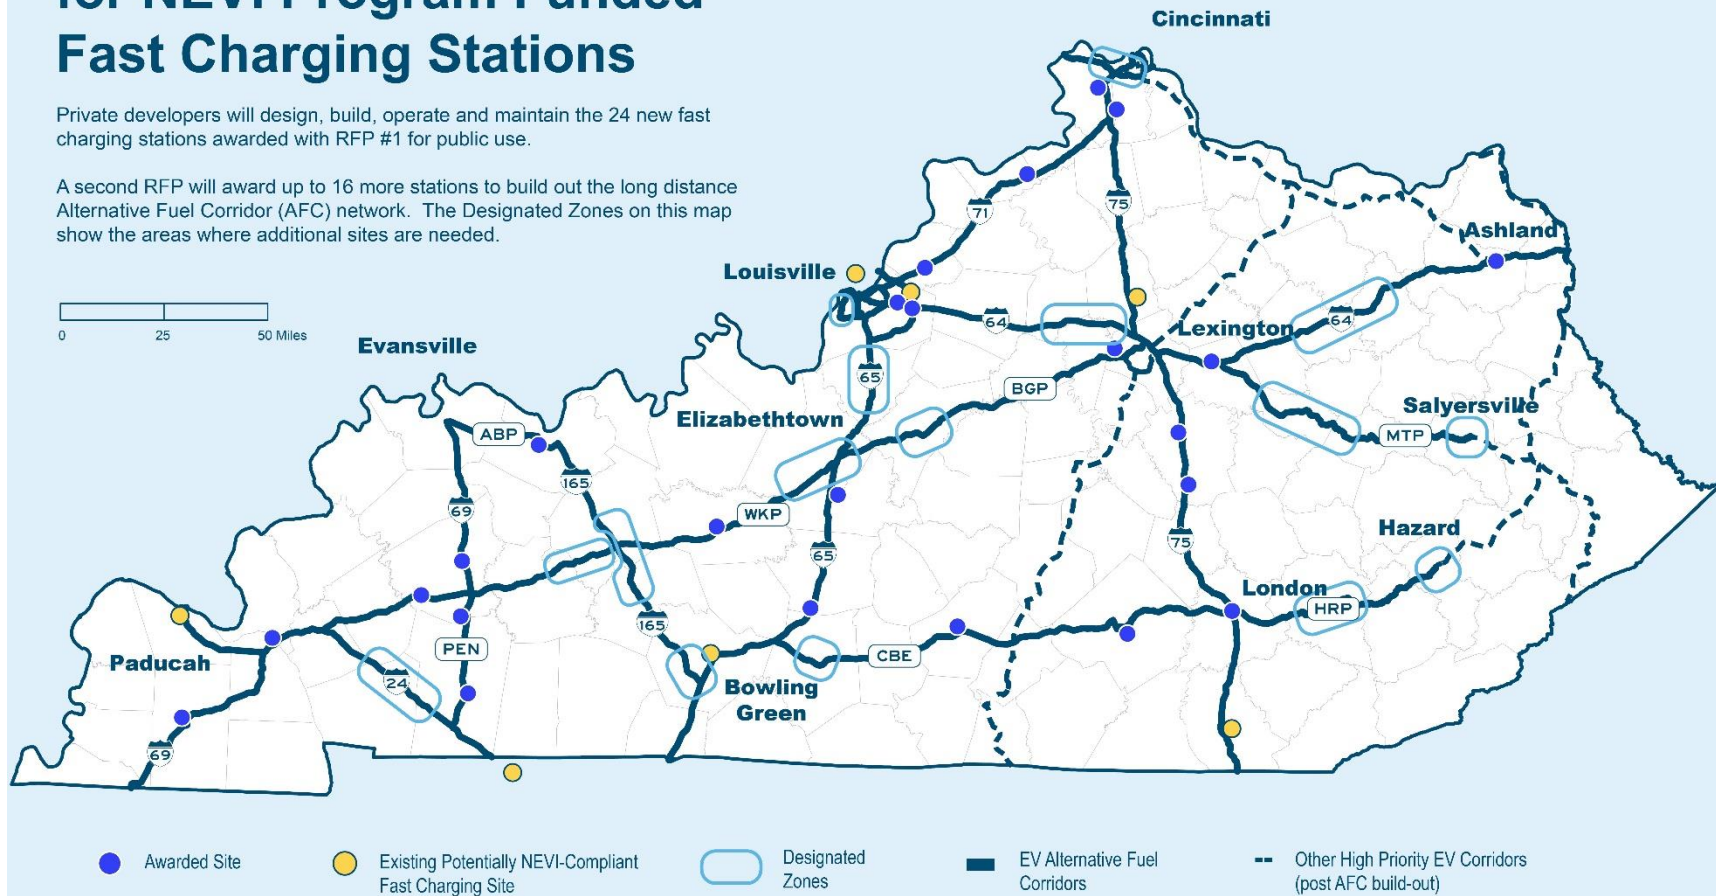 for NEVI Program Funded
Fast Charging Stations
Private developers will design, build, operate and maintain the 24 new fast
charging stations awarded with RFP #1 for public use.
A second RFP will award up to 16 more stations to build out the long distance
Alternative Fuel Corridor (AFC) network.  The Designated Zones on this map
show the areas where additional sites are needed.
0 25 50 Miles
Cincinnati
71
75
Ashland
Louisville
64
Lexington
64
Evansville
65
BGP
Elizabethtown
Salyersville
ABP
MTP
165
69
WKP
Hazard
65
75
London
HRP
165
PEN
Paducah
CBE
24
Bowling
Green
69
Awarded Site
Existing Potentially NEVI-Compliant
Fast Charging Site
Designated
Zones
EV Alternative Fuel
Corridors
Other High Priority EV Corridors
(post AFC build-out)